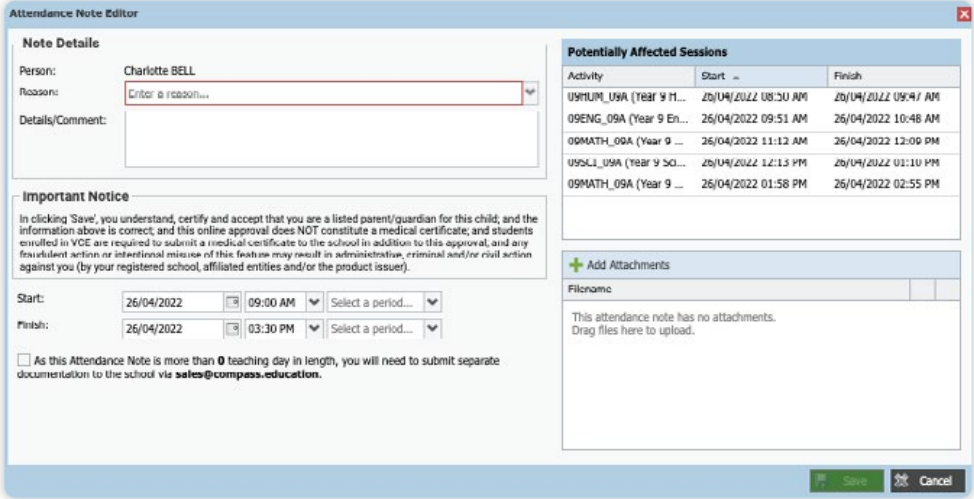 Attendance Note Editor
Note Details
Person: Charlotte BELL
Reason: Enter a reason...
Details/Comment:
Important Notice
In clicking 'Save', you understand, certify and accept that you are a listed parent/guardian for this child; and the
information above is correct; and this online approval does NOT constitute a medical certificate; and students
enrolled in VCE are required to submit a medical certificate to the school in addition to this approval, and any
fraudulent action or intentional misuse of this feature may result in administrative, criminal and/or civil action
against you (by your registered school, affiliated entities and/or the product issuer).
Start: 26/04/2022 09:00 AM Select a period...
Finish: 26/04/2022 03:30 PM Select a period...
As this Attendance Note is more than 0 teaching day in length, you will need to submit separate
documentation to the school via sales@compass.education.
Potentially Affected Sessions
Activity Start Finish
09HUM_09A (Year 9 H... 26/04/2022 08:50 AM 26/04/2022 09:47 AM
09ENG_09A (Year 9 En... 26/04/2022 09:51 AM 26/04/2022 10:48 AM
09MATH_09A (Year 9 ... 26/04/2022 11:12 AM 26/04/2022 12:09 PM
09SCI_09A (Year 9 Sci... 26/04/2022 12:13 PM 26/04/2022 01:10 PM
09MATH_09A (Year 9 ... 26/04/2022 01:58 PM 26/04/2022 02:55 PM
Add Attachments
Filename
This attendance note has no attachments.
Drag files here to upload.
Save Cancel